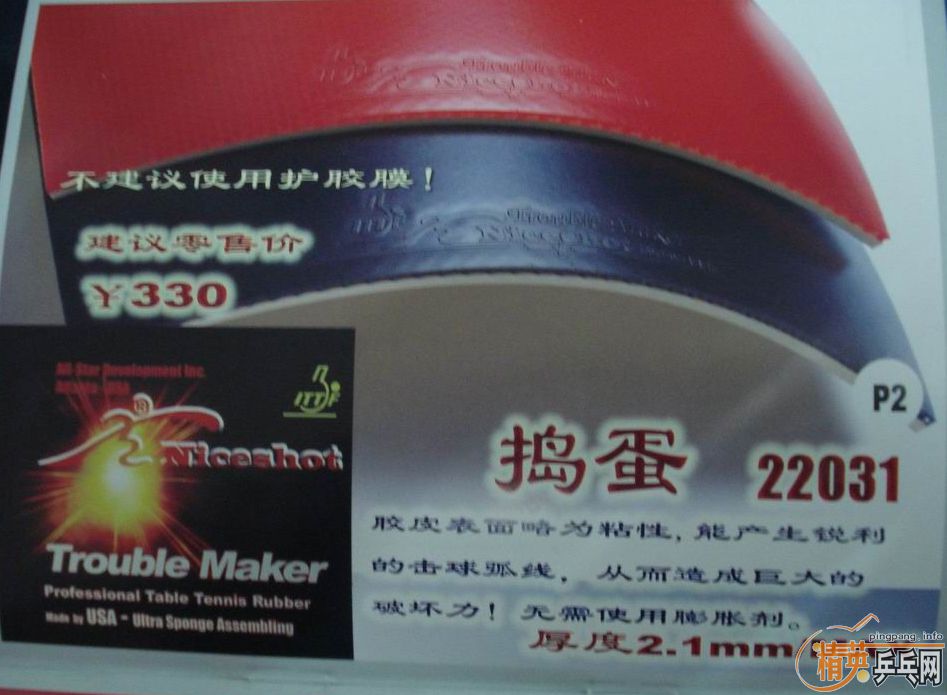 不建议使用护胶膜！
建议零售价
￥330
P2
All-Star Development Inc.
Atlanta - USA
ITTF
Niceshot
Trouble Maker
Professional Table Tennis Rubber
Made by USA - Ultra Sponge Assembling
捣蛋 22031
胶皮表面略为粘性，能产生锐利
的击球弧线，从而造成巨大的
破坏力！无需使用膨胀剂。
厚度2.1mm
pingpang.info
精英乒乓网